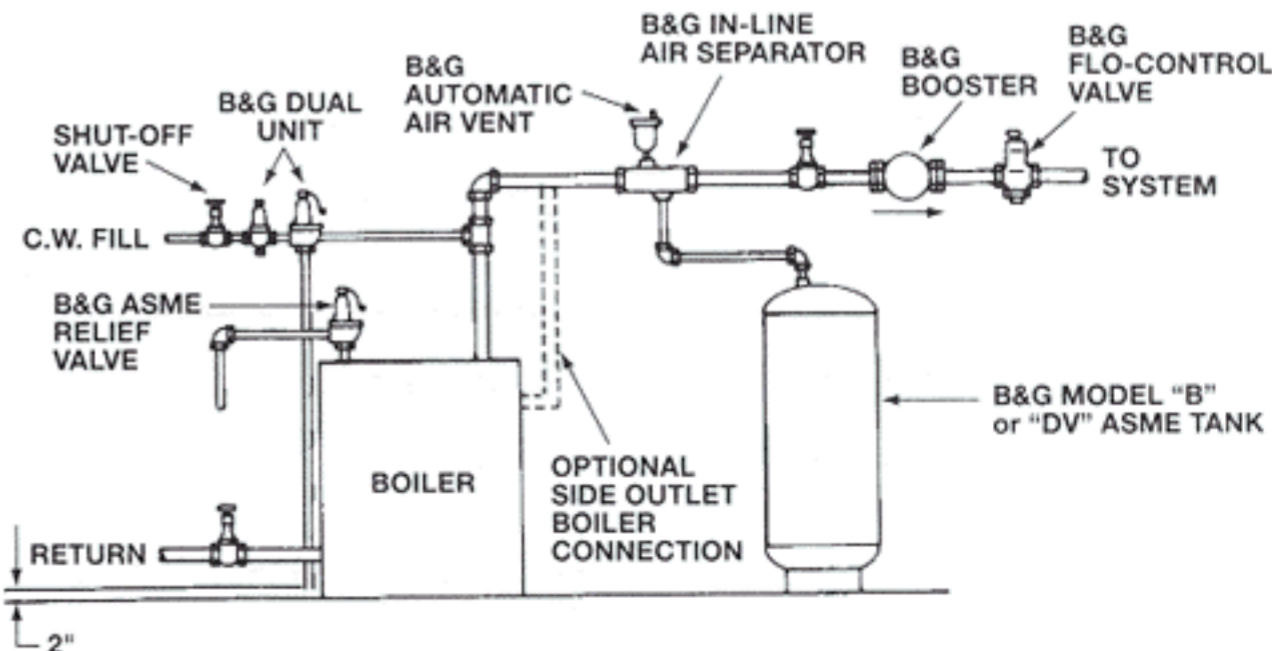 B&G IN-LINE
AIR SEPARATOR
B&G
FLO-CONTROL
VALVE
B&G
BOOSTER
B&G
AUTOMATIC
AIR VENT
B&G DUAL
UNIT
SHUT-OFF
VALVE
TO
SYSTEM
C.W. FILL
B&G ASME
RELIEF
VALVE
B&G MODEL “B”
or “DV” ASME TANK
BOILER
OPTIONAL
SIDE OUTLET
BOILER
CONNECTION
RETURN
2"